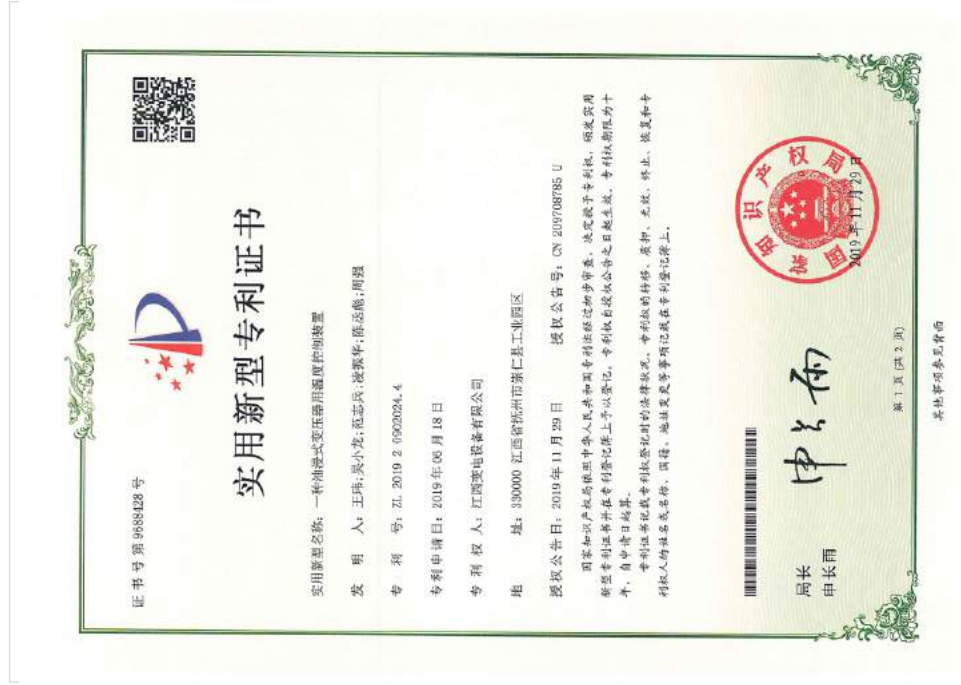 证书号第9688428号
实用新型专利证书
实用新型名称：一种油浸式变压器用温度控制装置
发明人：王玮;吴小龙;范志兵;凌振华;陈丞彪;周强
专利号：ZL 2019 2 0902024.4
专利申请日：2019年06月18日
专利权人：江西变电设备有限公司
地址：330000 江西省抚州市崇仁县工业园区
授权公告日：2019年11月29日 授权公告号：CN 209708785 U
国家知识产权局依照中华人民共和国专利法经过初步审查，决定授予专利权，颁发实用
新型专利证书并在专利登记簿上予以登记。专利权自授权公告之日起生效。专利权期限为十
年，自申请日起算。
专利证书记载专利权登记时的法律状况。专利权的转移、质押、无效、终止、恢复和专
利权人的姓名或名称、国籍、地址变更等事项记载在专利登记簿上。
局长
申长雨
申长雨
国家知识产权局
2019年11月29日
第 1 页 (共 2 页)
其他事项参见背面